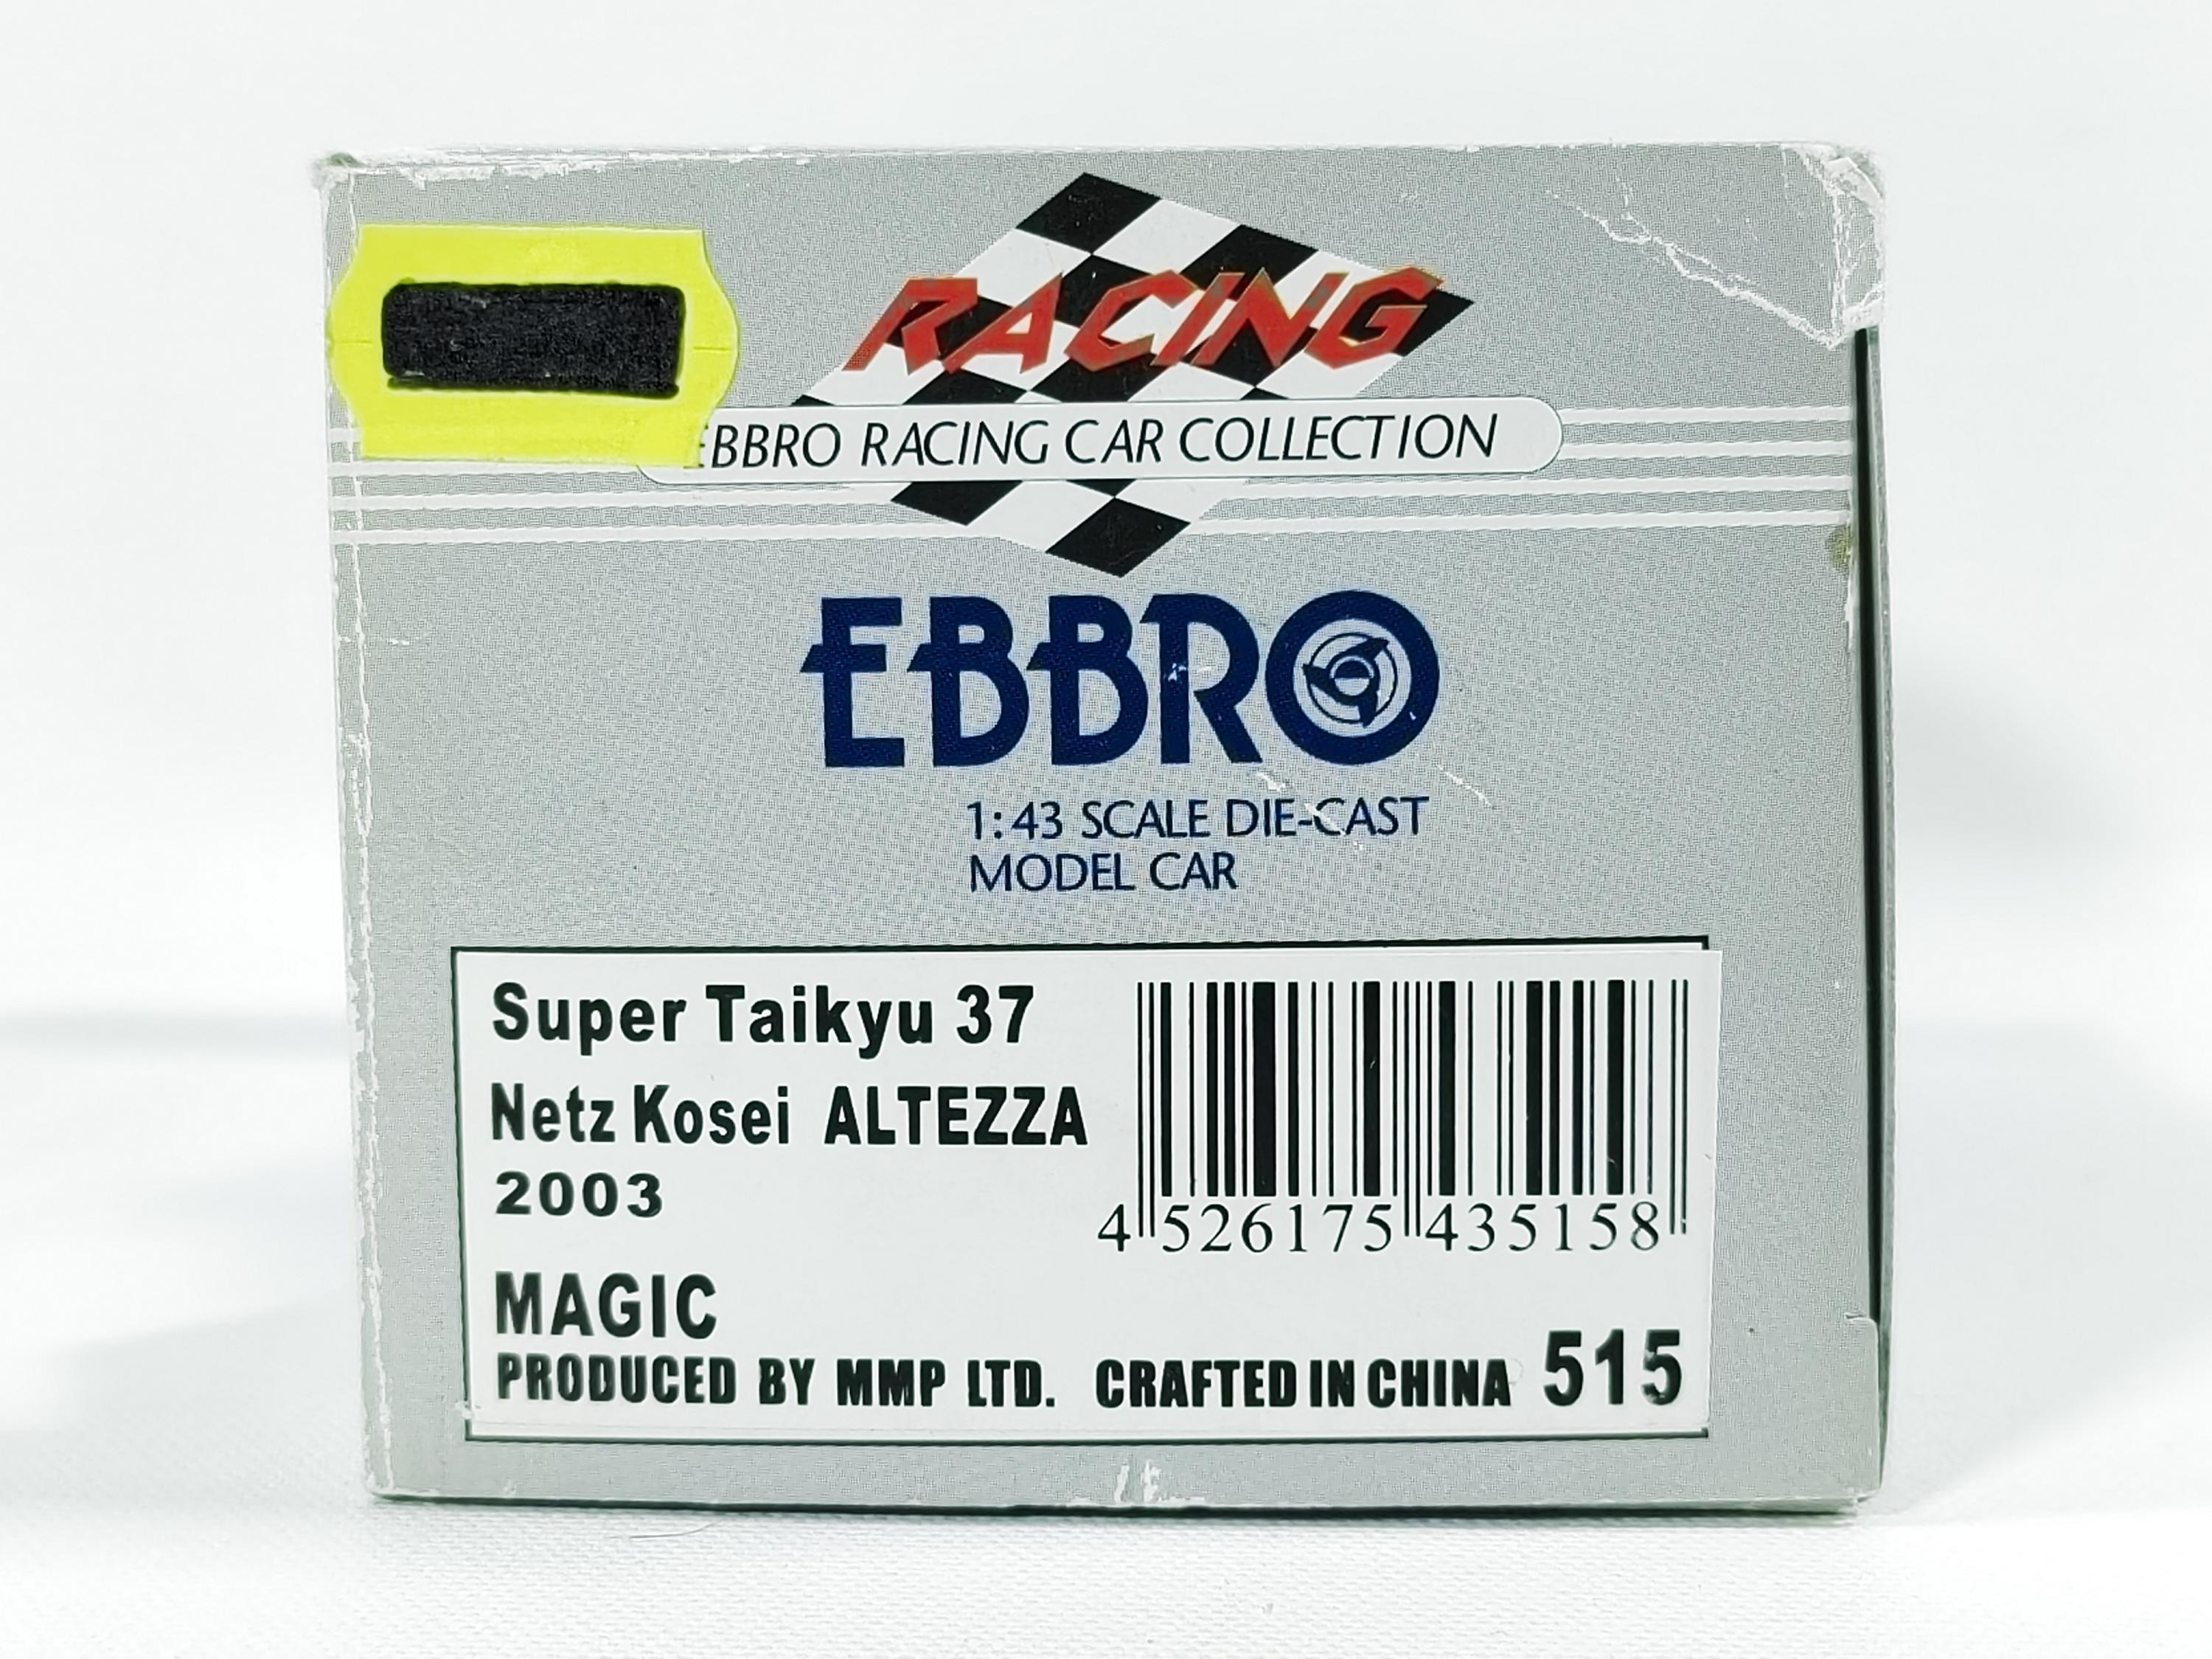 RACING
EBBRO RACING CAR COLLECTION
EBBRO
1:43 SCALE DIE-CAST
MODEL CAR
Super Taikyu 37
Netz Kosei ALTEZZA
2003
4 526175 435158
MAGIC
PRODUCED BY MMP LTD. CRAFTED IN CHINA 515